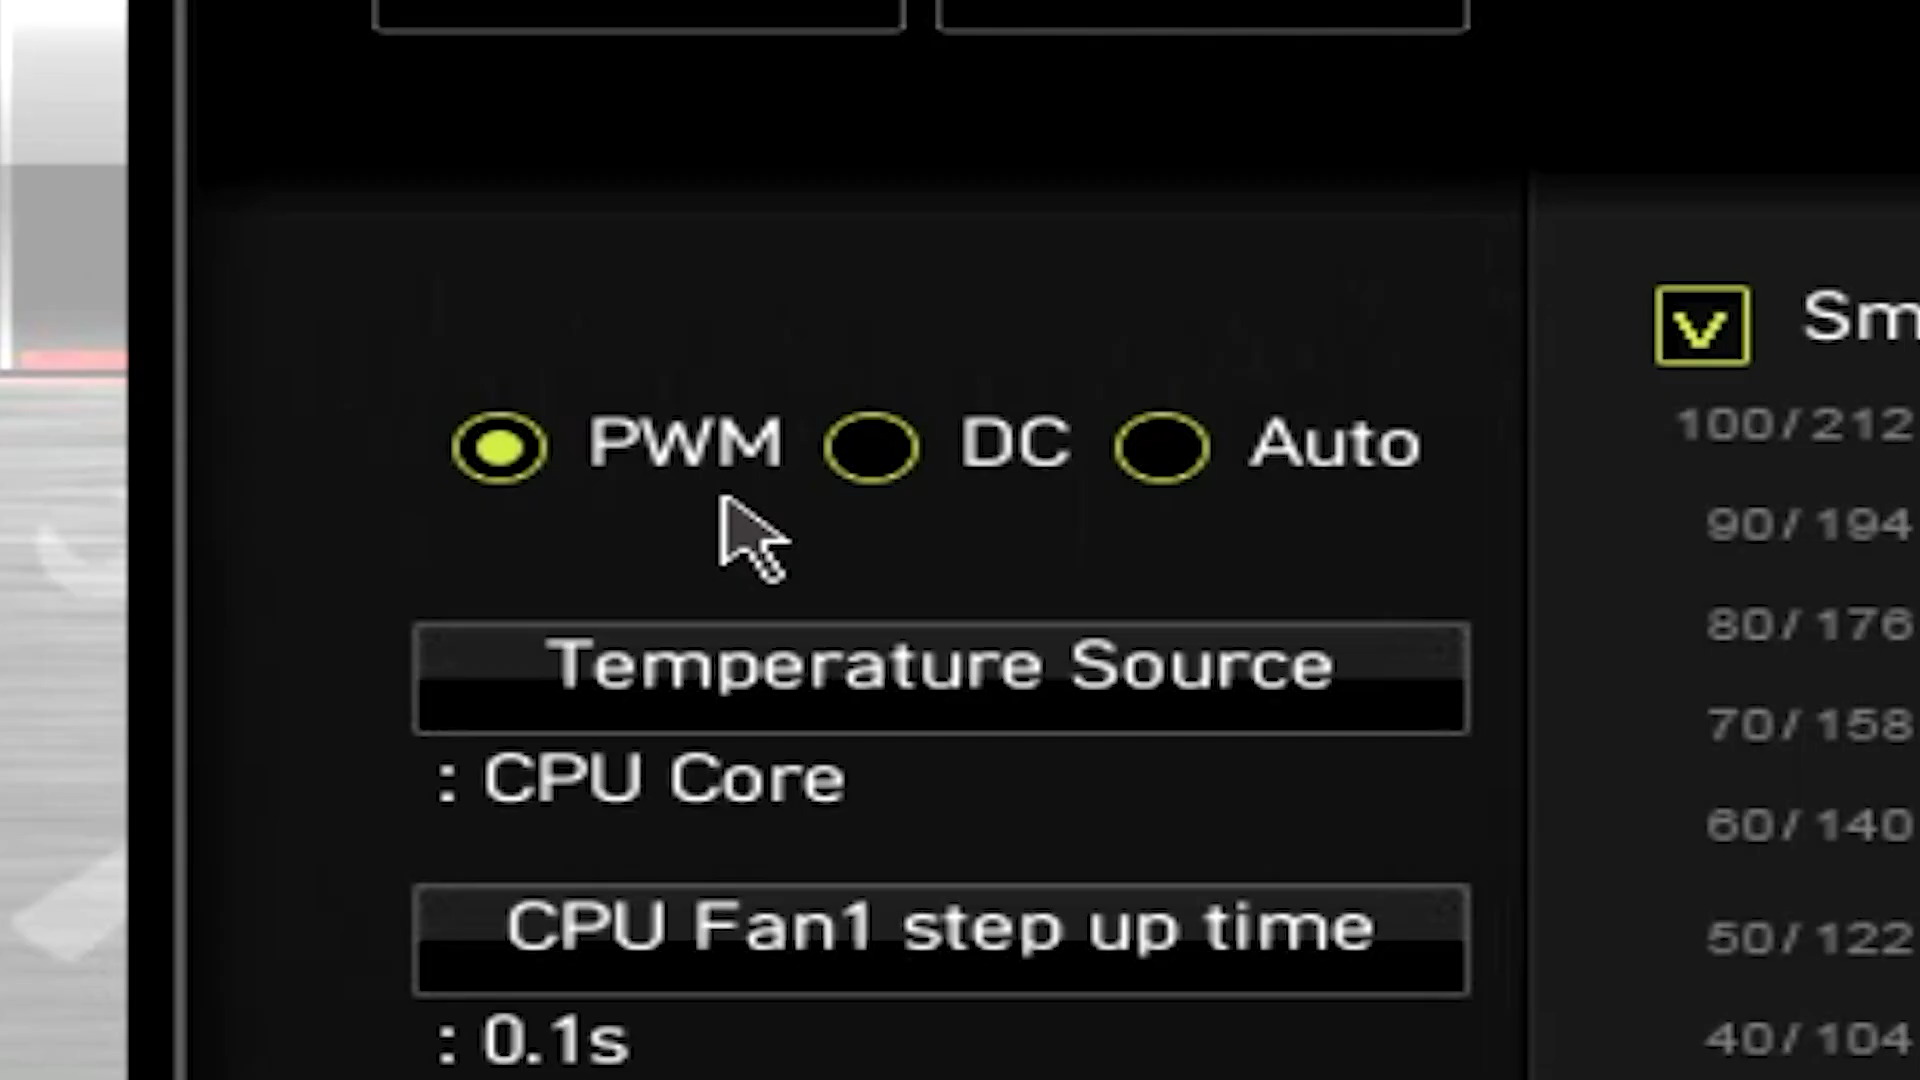 PWM DC Auto
Temperature Source
: CPU Core
CPU Fan1 step up time
: 0.1s
Sm
100/212
90/194
80/176
70/158
60/140
50/122
40/104